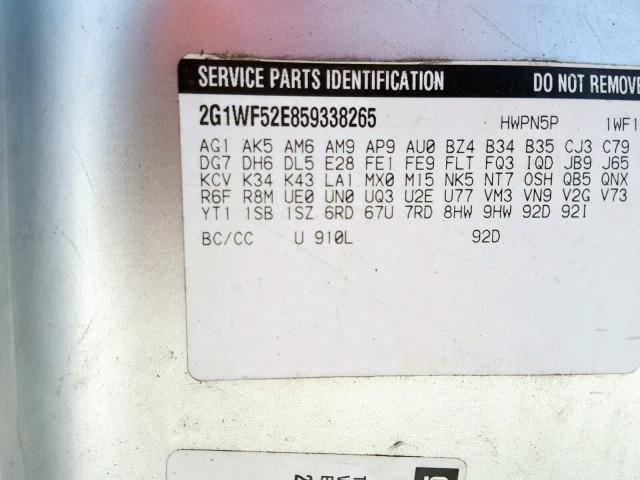 SERVICE PARTS IDENTIFICATION DO NOT REMOVE
2G1WF52E859338265 HWPN5P 1WF1
AG1 AK5 AM6 AM9 AP9 AU0 BZ4 B34 B35 CJ3 C79
DG7 DH6 DL5 E28 FE1 FE9 FLT FQ3 IQD JB9 J65
KCV K34 K43 LA1 MX0 M15 NK5 NT7 OSH QB5 QNX
R6F R8M UE0 UN0 UQ3 U2E U77 VM3 VN9 V2G V73
YT1 1SB 1SZ 6RD 67U 7RD 8HW 9HW 92D 92I
BC/CC U 910L 92D